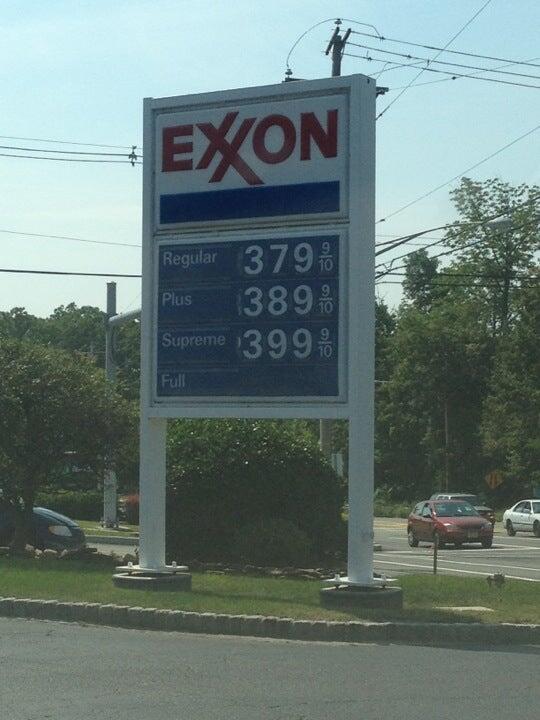 EXXON
Regular 379 9/10
Plus 389 9/10
Supreme 399 9/10
Full